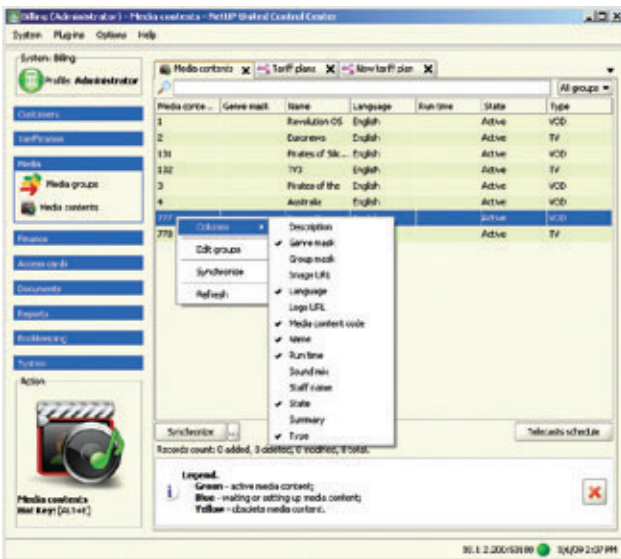 Billing (Administrator) - Media contents - NetUP United Control Center
System Plugins Options Help
System: Billing
Profile: Administrator
Media contents
Tariff plans
New tariff plan
All groups
Customers
Tariffication
Media
Media groups
Media contents
Finance
Access cards
Documents
Reports
Bookkeeping
System
Action
Media contents
Hot Key: [Alt+E]
Media conte... Genre mask Name Language Run time State Type
1 Revolution OS English Active VOD
2 Euronews English Active TV
131 Pirates of Silic... English Active VOD
132 TV3 English Active TV
3 Pirates of the English Active VOD
4 Australia English Active VOD
777 Active VOD
778 Active TV
Columns
Edit groups
Synchronize
Refresh
Description
Genre mask
Group mask
Image URL
Language
Logo URL
Media content code
Name
Run time
Sound mix
Staff name
State
Summary
Type
Synchronize ...
Telecasts schedule
Records count: 0 added, 0 deleted, 0 modified, 8 total.
Legend.
Green - active media content;
Blue - waiting or setting up media content;
Yellow - obsolete media content.
10.1.2.200:53180 3/6/09 2:07 PM